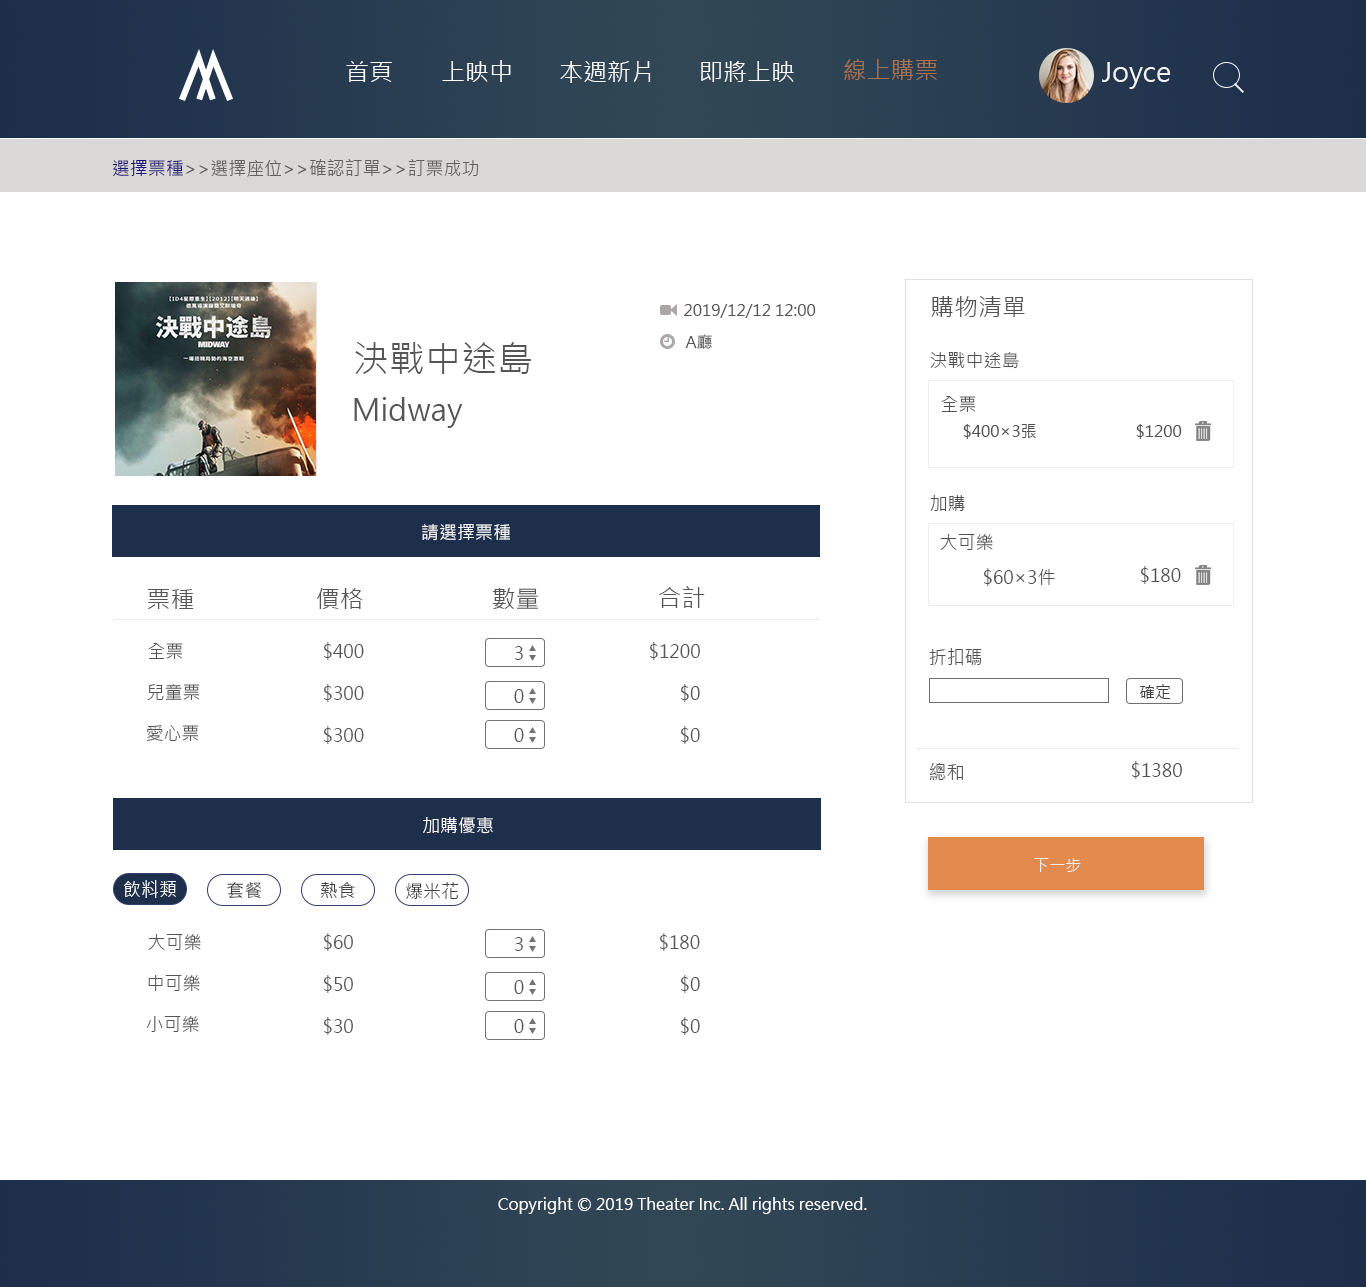 首頁 上映中 本週新片 即將上映 線上購票 Joyce
選擇票種>>選擇座位>>確認訂單>>訂票成功
決戰中途島
MIDWAY
決戰中途島
Midway
2019/12/12 12:00
A廳
請選擇票種
票種 價格 數量 合計
全票 $400 3 $1200
兒童票 $300 0 $0
愛心票 $300 0 $0
加購優惠
飲料類 套餐 熱食 爆米花
大可樂 $60 3 $180
中可樂 $50 0 $0
小可樂 $30 0 $0
購物清單
決戰中途島
全票
$400×3張 $1200
加購
大可樂
$60×3件 $180
折扣碼
確定
總和 $1380
下一步
Copyright © 2019 Theater Inc. All rights reserved.